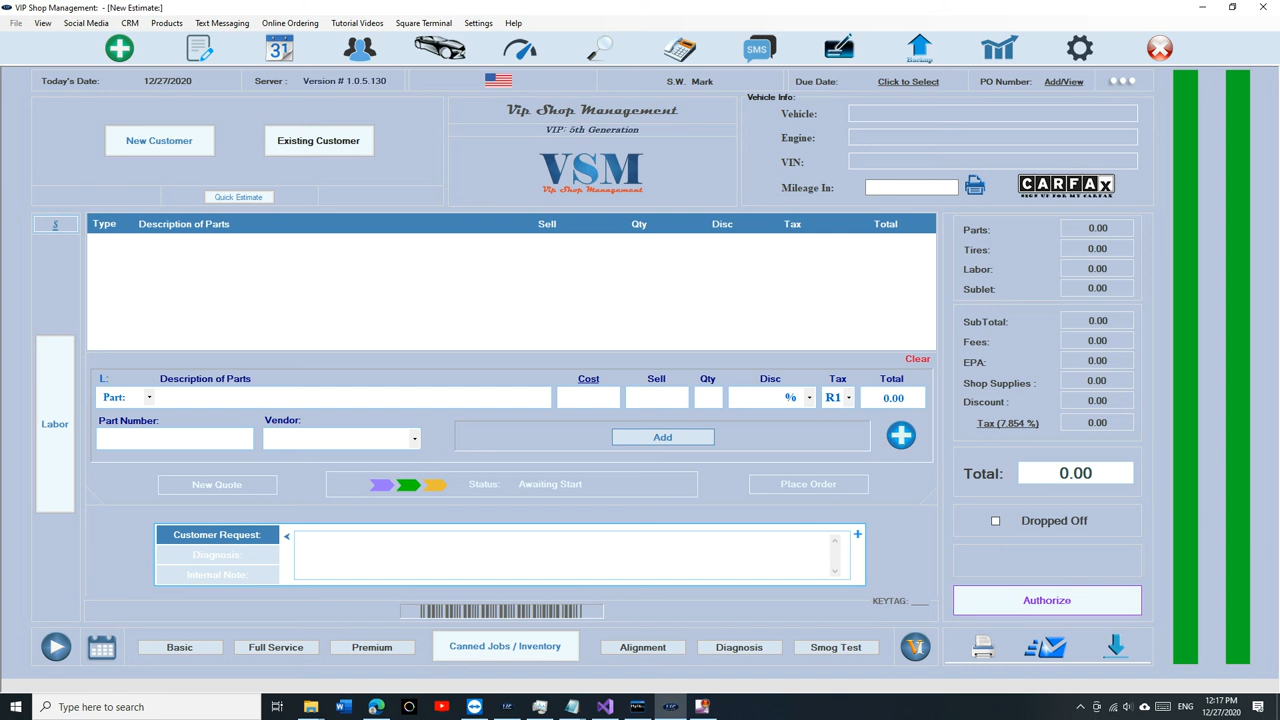 VIP Shop Management: - [New Estimate:]
File View Social Media CRM Products Text Messaging Online Ordering Tutorial Videos Square Terminal Settings Help
31 SMS Backup
Today's Date: 12/27/2020 Server : Version # 1.0.5.130 S.W. Mark Due Date: Click to Select PO Number: Add/View
Vehicle Info:
New Customer Existing Customer
Quick Estimate
Vip Shop Management
VIP: 5th Generation
VSM
Vip Shop Management
Vehicle:
Engine:
VIN:
Mileage In:
CARFAX
SIGN UP FOR MY CARFAX
$ Type Description of Parts Sell Qty Disc Tax Total
Clear
L: Description of Parts Cost Sell Qty Disc Tax Total
Part: % R1 0.00
Part Number: Vendor:
Add
Labor
New Quote Status: Awaiting Start Place Order
Customer Request:
Diagnosis:
Internal Note:
KEYTAG: ___
Parts: 0.00
Tires: 0.00
Labor: 0.00
Sublet: 0.00
SubTotal: 0.00
Fees: 0.00
EPA: 0.00
Shop Supplies : 0.00
Discount : 0.00
Tax (7.854 %) 0.00
Total: 0.00
Dropped Off
Authorize
Basic Full Service Premium Canned Jobs / Inventory Alignment Diagnosis Smog Test
Type here to search
ENG
12:17 PM
12/27/2020